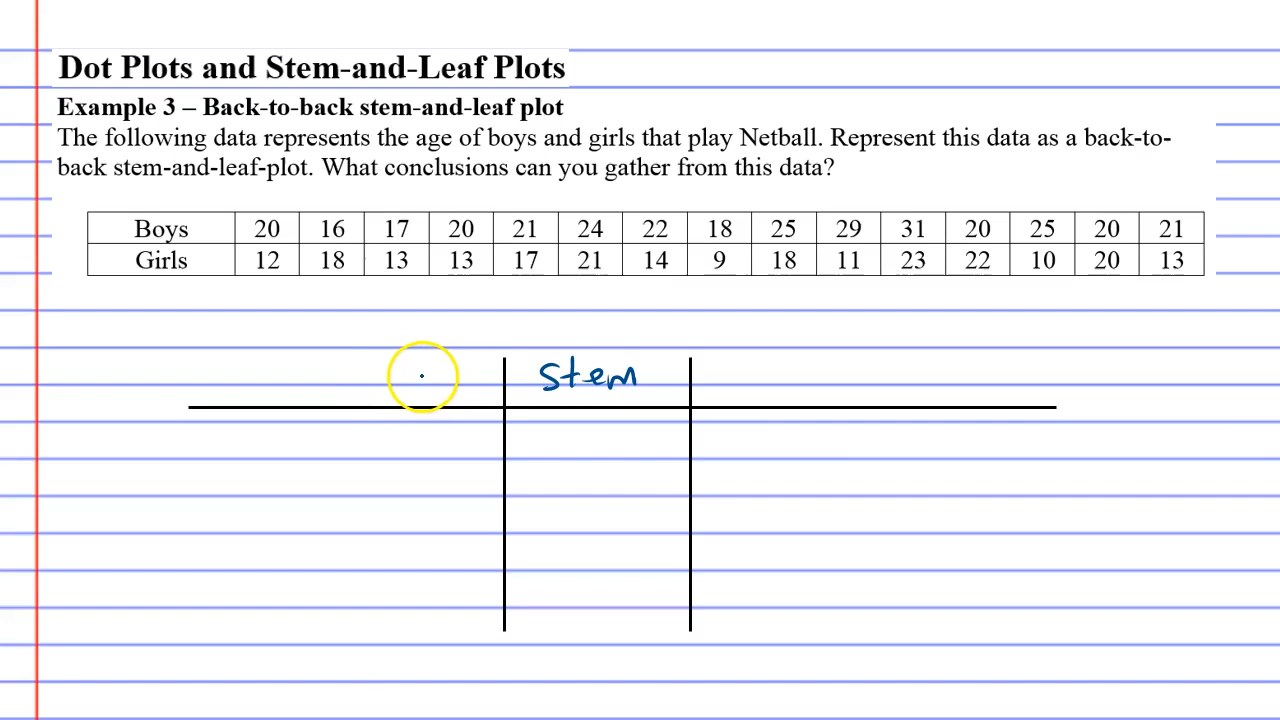 Dot Plots and Stem-and-Leaf Plots
Example 3 – Back-to-back stem-and-leaf plot
The following data represents the age of boys and girls that play Netball. Represent this data as a back-to-
back stem-and-leaf-plot. What conclusions can you gather from this data?
Boys 20 16 17 20 21 24 22 18 25 29 31 20 25 20 21
Girls 12 18 13 13 17 21 14 9 18 11 23 22 10 20 13
Stem